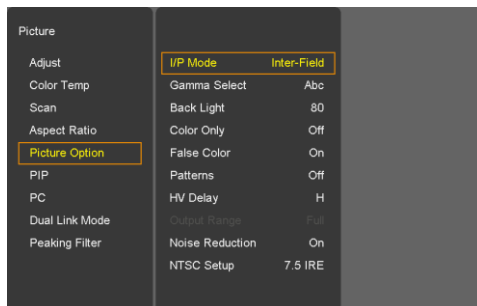 Picture
Adjust
Color Temp
Scan
Aspect Ratio
Picture Option
PIP
PC
Dual Link Mode
Peaking Filter
I/P Mode Inter-Field
Gamma Select Abc
Back Light 80
Color Only Off
False Color On
Patterns Off
HV Delay H
Output Range Full
Noise Reduction On
NTSC Setup 7.5 IRE